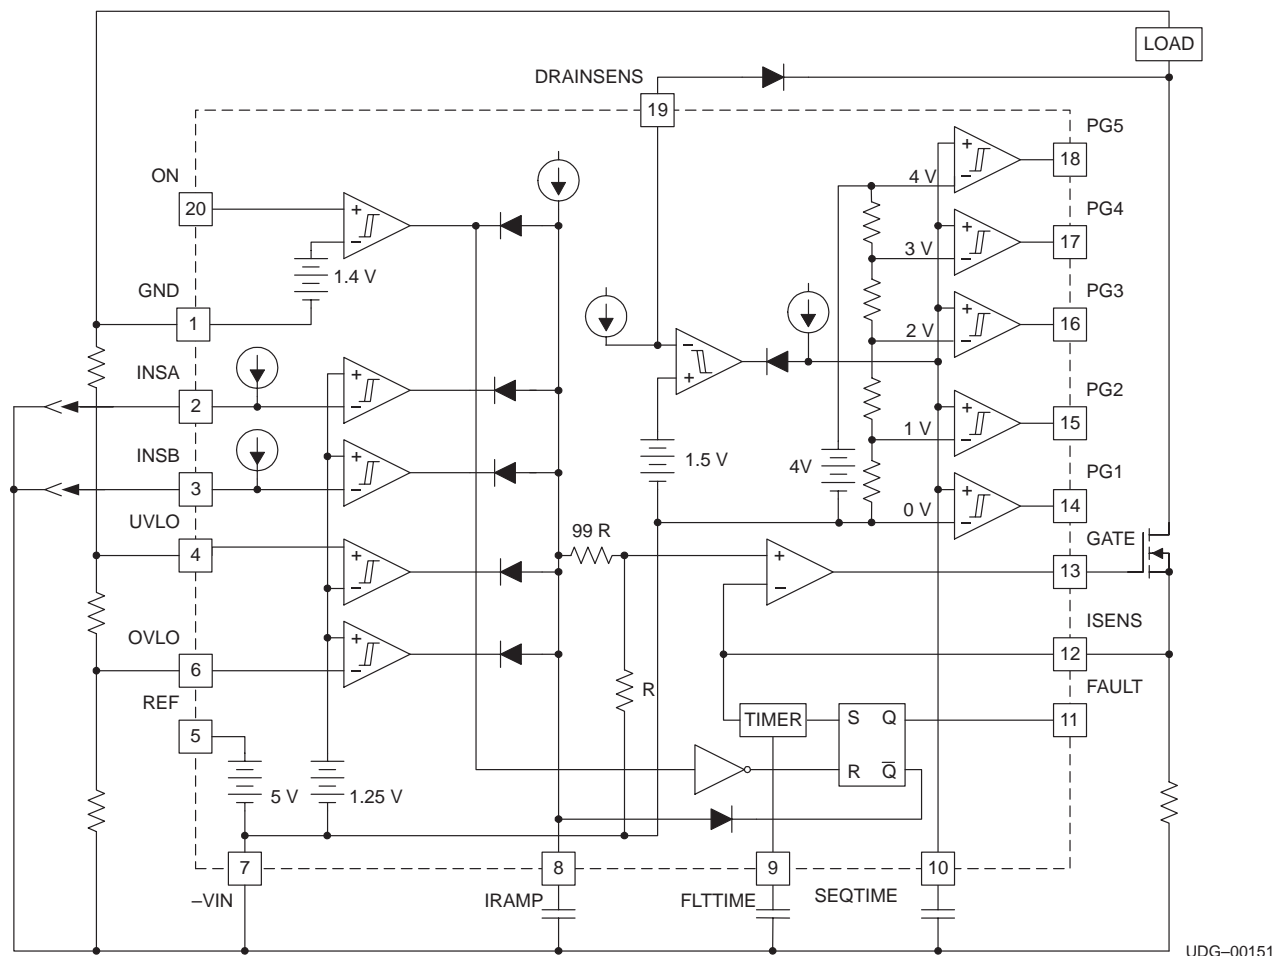 LOAD
DRAINSENS
19
PG5
18
ON
20
4 V
PG4
17
3 V
1.4 V
GND
1
PG3
16
2 V
INSA
2
PG2
15
1 V
INSB
3
1.5 V
4V
PG1
14
0 V
UVLO
4
99 R
GATE
13
+
−
OVLO
6
ISENS
12
R
REF
5
FAULT
11
TIMER
S Q
R Q̅
5 V
1.25 V
7
8
9
10
–VIN
IRAMP
FLTTIME
SEQTIME
UDG–00151